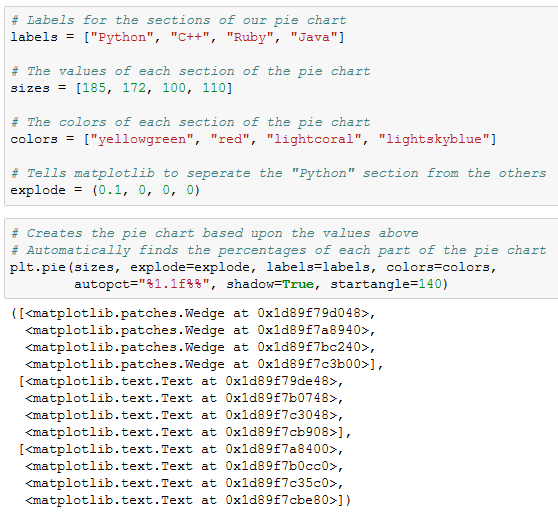 # Labels for the sections of our pie chart
labels = ["Python", "C++", "Ruby", "Java"]
# The values of each section of the pie chart
sizes = [185, 172, 100, 110]
# The colors of each section of the pie chart
colors = ["yellowgreen", "red", "lightcoral", "lightskyblue"]
# Tells matplotlib to seperate the "Python" section from the others
explode = (0.1, 0, 0, 0)
# Creates the pie chart based upon the values above
# Automatically finds the percentages of each part of the pie chart
plt.pie(sizes, explode=explode, labels=labels, colors=colors,
        autopct="%1.1f%%", shadow=True, startangle=140)
([<matplotlib.patches.Wedge at 0x1d89f79d048>,
  <matplotlib.patches.Wedge at 0x1d89f7a8940>,
  <matplotlib.patches.Wedge at 0x1d89f7bc240>,
  <matplotlib.patches.Wedge at 0x1d89f7c3b00>],
 [<matplotlib.text.Text at 0x1d89f79de48>,
  <matplotlib.text.Text at 0x1d89f7b0748>,
  <matplotlib.text.Text at 0x1d89f7c3048>,
  <matplotlib.text.Text at 0x1d89f7cb908>],
 [<matplotlib.text.Text at 0x1d89f7a8400>,
  <matplotlib.text.Text at 0x1d89f7b0cc0>,
  <matplotlib.text.Text at 0x1d89f7c35c0>,
  <matplotlib.text.Text at 0x1d89f7cbe80>])